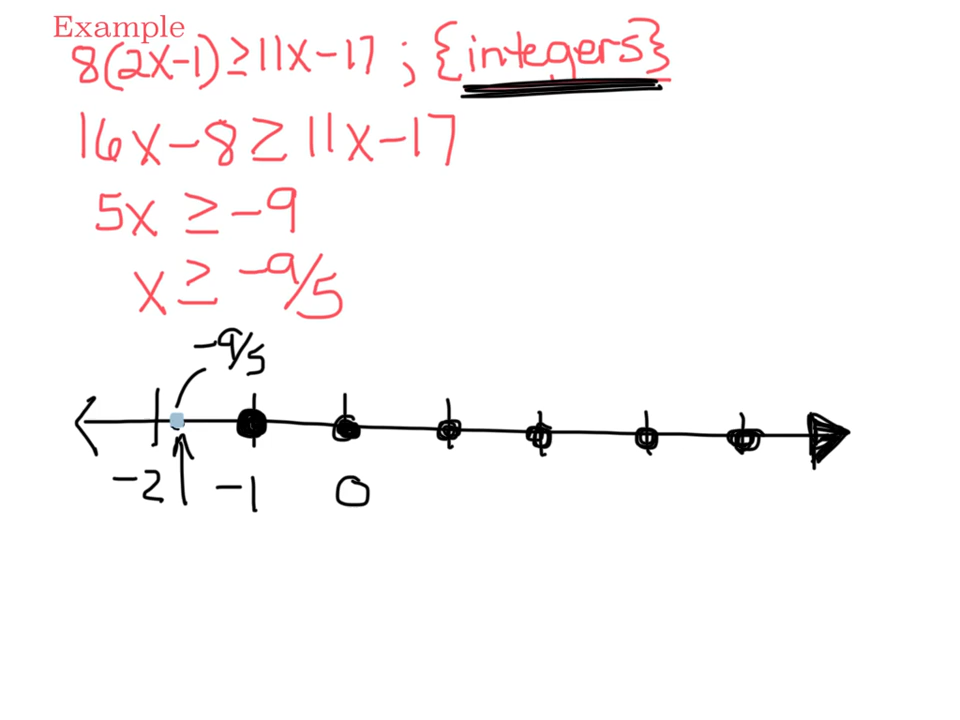 Example
8(2x-1) ≥ 11x-17 ; {integers}
16x-8 ≥ 11x-17
5x ≥ -9
x ≥ -9/5
-9/5
-2 -1 0